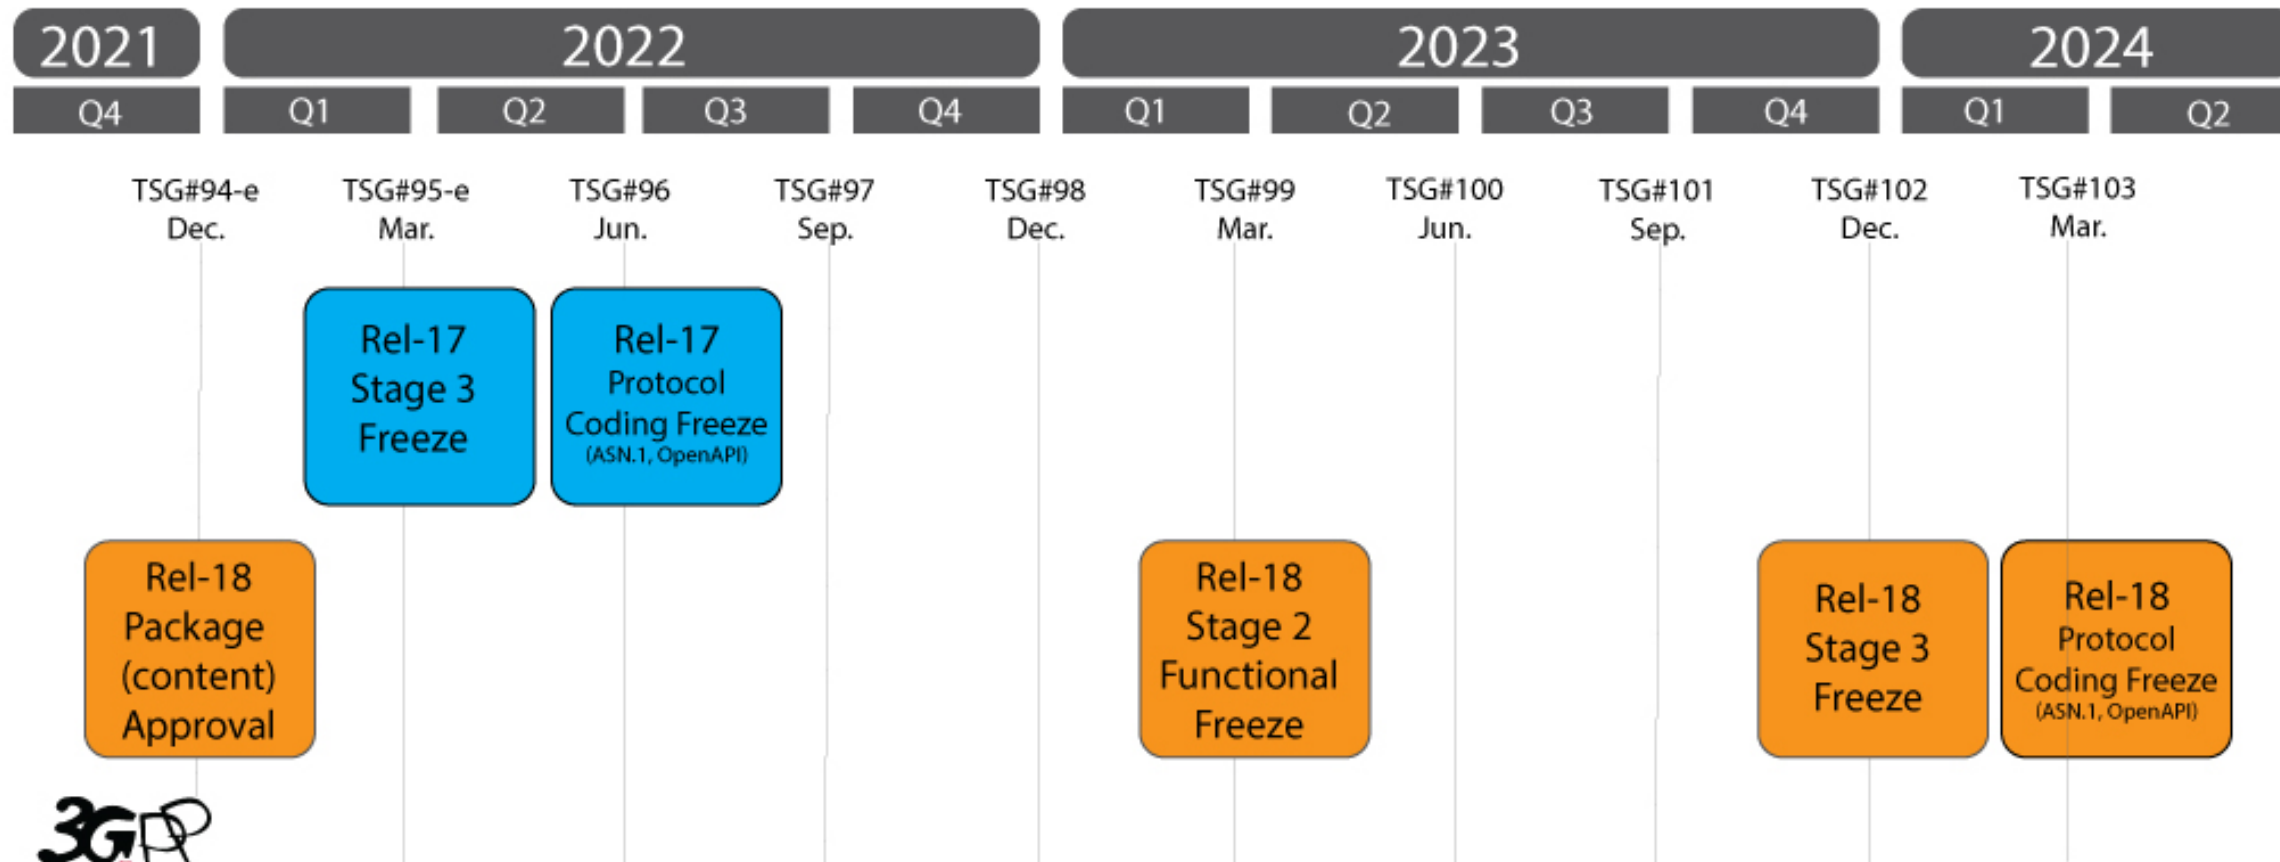 2021 2022 2023 2024
Q4 Q1 Q2 Q3 Q4 Q1 Q2 Q3 Q4 Q1 Q2
TSG#94-e TSG#95-e TSG#96 TSG#97 TSG#98 TSG#99 TSG#100 TSG#101 TSG#102 TSG#103
Dec. Mar. Jun. Sep. Dec. Mar. Jun. Sep. Dec. Mar.
Rel-17
Stage 3
Freeze
Rel-17
Protocol
Coding Freeze
(ASN.1, OpenAPI)
Rel-18
Package
(content)
Approval
Rel-18
Stage 2
Functional
Freeze
Rel-18
Stage 3
Freeze
Rel-18
Protocol
Coding Freeze
(ASN.1, OpenAPI)
3GPP